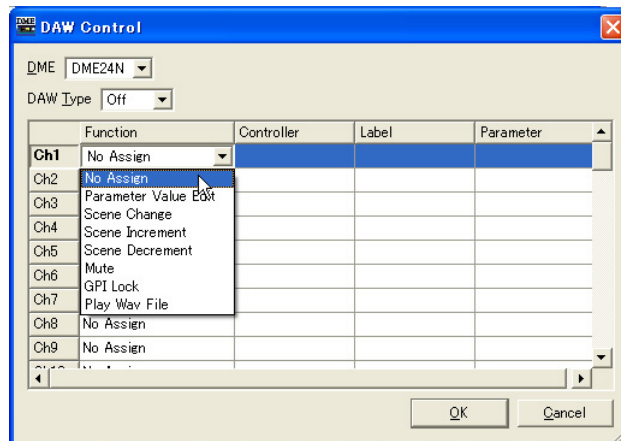 DME DAW Control
DME DME24N
DAW Type Off
Function Controller Label Parameter
Ch1 No Assign
Ch2 No Assign
Ch3 Parameter Value Edit
Scene Change
Ch4 Scene Increment
Ch5 Scene Decrement
Ch6 Mute
GPI Lock
Ch7 Play Wav File
Ch8 No Assign
Ch9 No Assign
OK Cancel